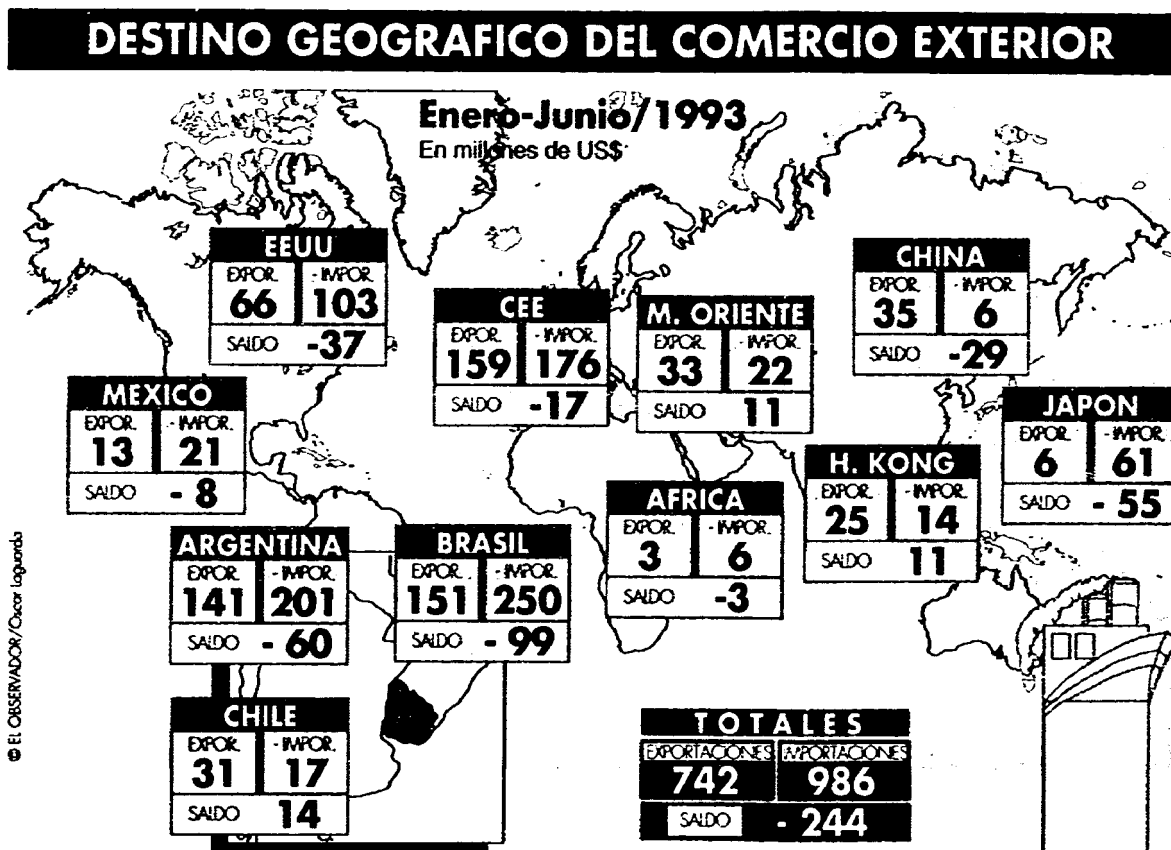 DESTINO GEOGRAFICO DEL COMERCIO EXTERIOR
Enero-Junio/1993
En millones de US$
EEUU
EXPOR. - IMPOR.
66 103
SALDO -37
CEE
EXPOR. - IMPOR.
159 176
SALDO -17
M. ORIENTE
EXPOR. - IMPOR.
33 22
SALDO 11
CHINA
EXPOR. - IMPOR.
35 6
SALDO -29
MEXICO
EXPOR. - IMPOR.
13 21
SALDO - 8
JAPON
EXPOR. - IMPOR.
6 61
SALDO - 55
H. KONG
EXPOR. - IMPOR.
25 14
SALDO 11
AFRICA
EXPOR. - IMPOR.
3 6
SALDO -3
ARGENTINA
EXPOR. - IMPOR.
141 201
SALDO - 60
BRASIL
EXPOR. - IMPOR.
151 250
SALDO - 99
CHILE
EXPOR. - IMPOR.
31 17
SALDO 14
TOTALES
EXPORTACIONES IMPORTACIONES
742 986
SALDO - 244
© EL OBSERVADOR/Oscar Laguarda